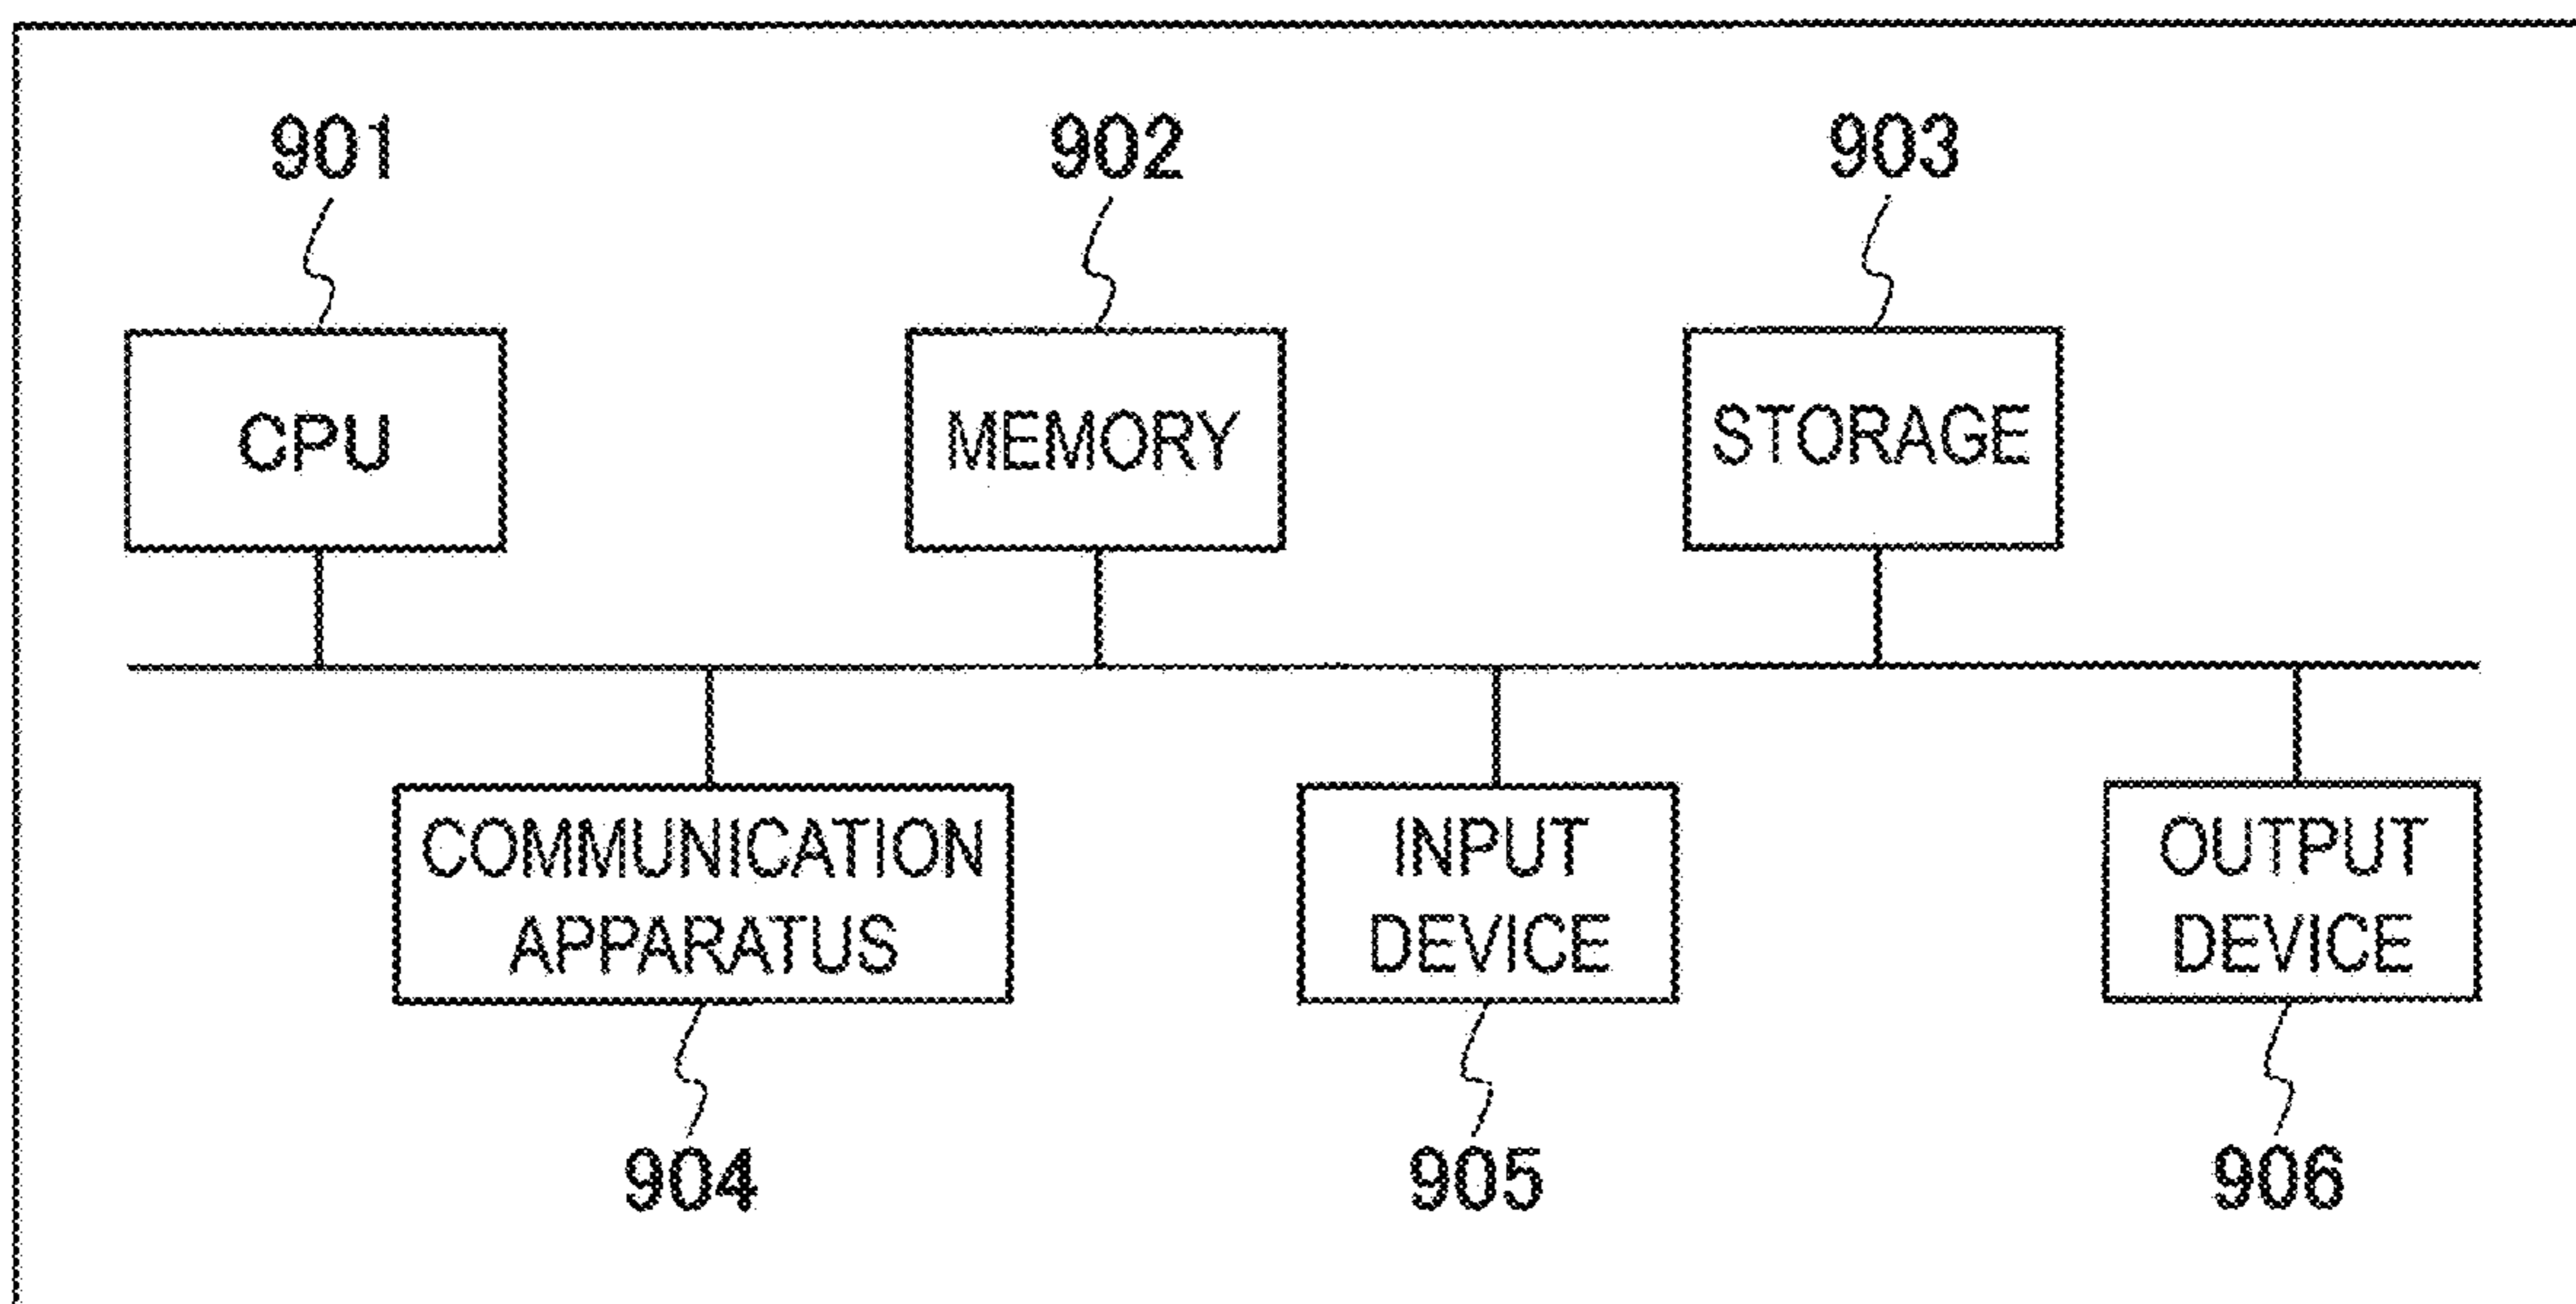 901
902
903
CPU
MEMORY
STORAGE
COMMUNICATION
APPARATUS
INPUT
DEVICE
OUTPUT
DEVICE
904
905
906